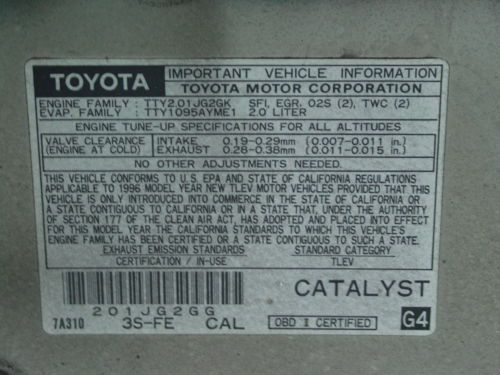 TOYOTA
IMPORTANT VEHICLE INFORMATION
TOYOTA MOTOR CORPORATION
ENGINE FAMILY : TTY2.01JG2GK SFI, EGR, O2S (2), TWC (2)
EVAP. FAMILY : TTY1095AYME1 2.0 LITER
ENGINE TUNE-UP SPECIFICATIONS FOR ALL ALTITUDES
VALVE CLEARANCE INTAKE 0.19-0.29mm (0.007-0.011 in.)
(ENGINE AT COLD) EXHAUST 0.28-0.38mm (0.011-0.015 in.)
NO OTHER ADJUSTMENTS NEEDED.
THIS VEHICLE CONFORMS TO U.S. EPA AND STATE OF CALIFORNIA REGULATIONS
APPLICABLE TO 1996 MODEL YEAR NEW TLEV MOTOR VEHICLES PROVIDED THAT THIS
VEHICLE IS ONLY INTRODUCED INTO COMMERCE IN THE STATE OF CALIFORNIA OR
A STATE CONTIGUOUS TO CALIFORNIA OR IN A STATE THAT, UNDER THE AUTHORITY
OF SECTION 177 OF THE CLEAN AIR ACT, HAS ADOPTED AND PLACED INTO EFFECT
FOR THIS MODEL YEAR THE CALIFORNIA STANDARDS TO WHICH THIS VEHICLE'S
ENGINE FAMILY HAS BEEN CERTIFIED OR A STATE CONTIGUOUS TO SUCH A STATE.
EXHAUST EMISSION STANDARDS STANDARD CATEGORY
CERTIFICATION / IN-USE TLEV
CATALYST
201JG2GG
7A310 3S-FE CAL OBD II CERTIFIED G4